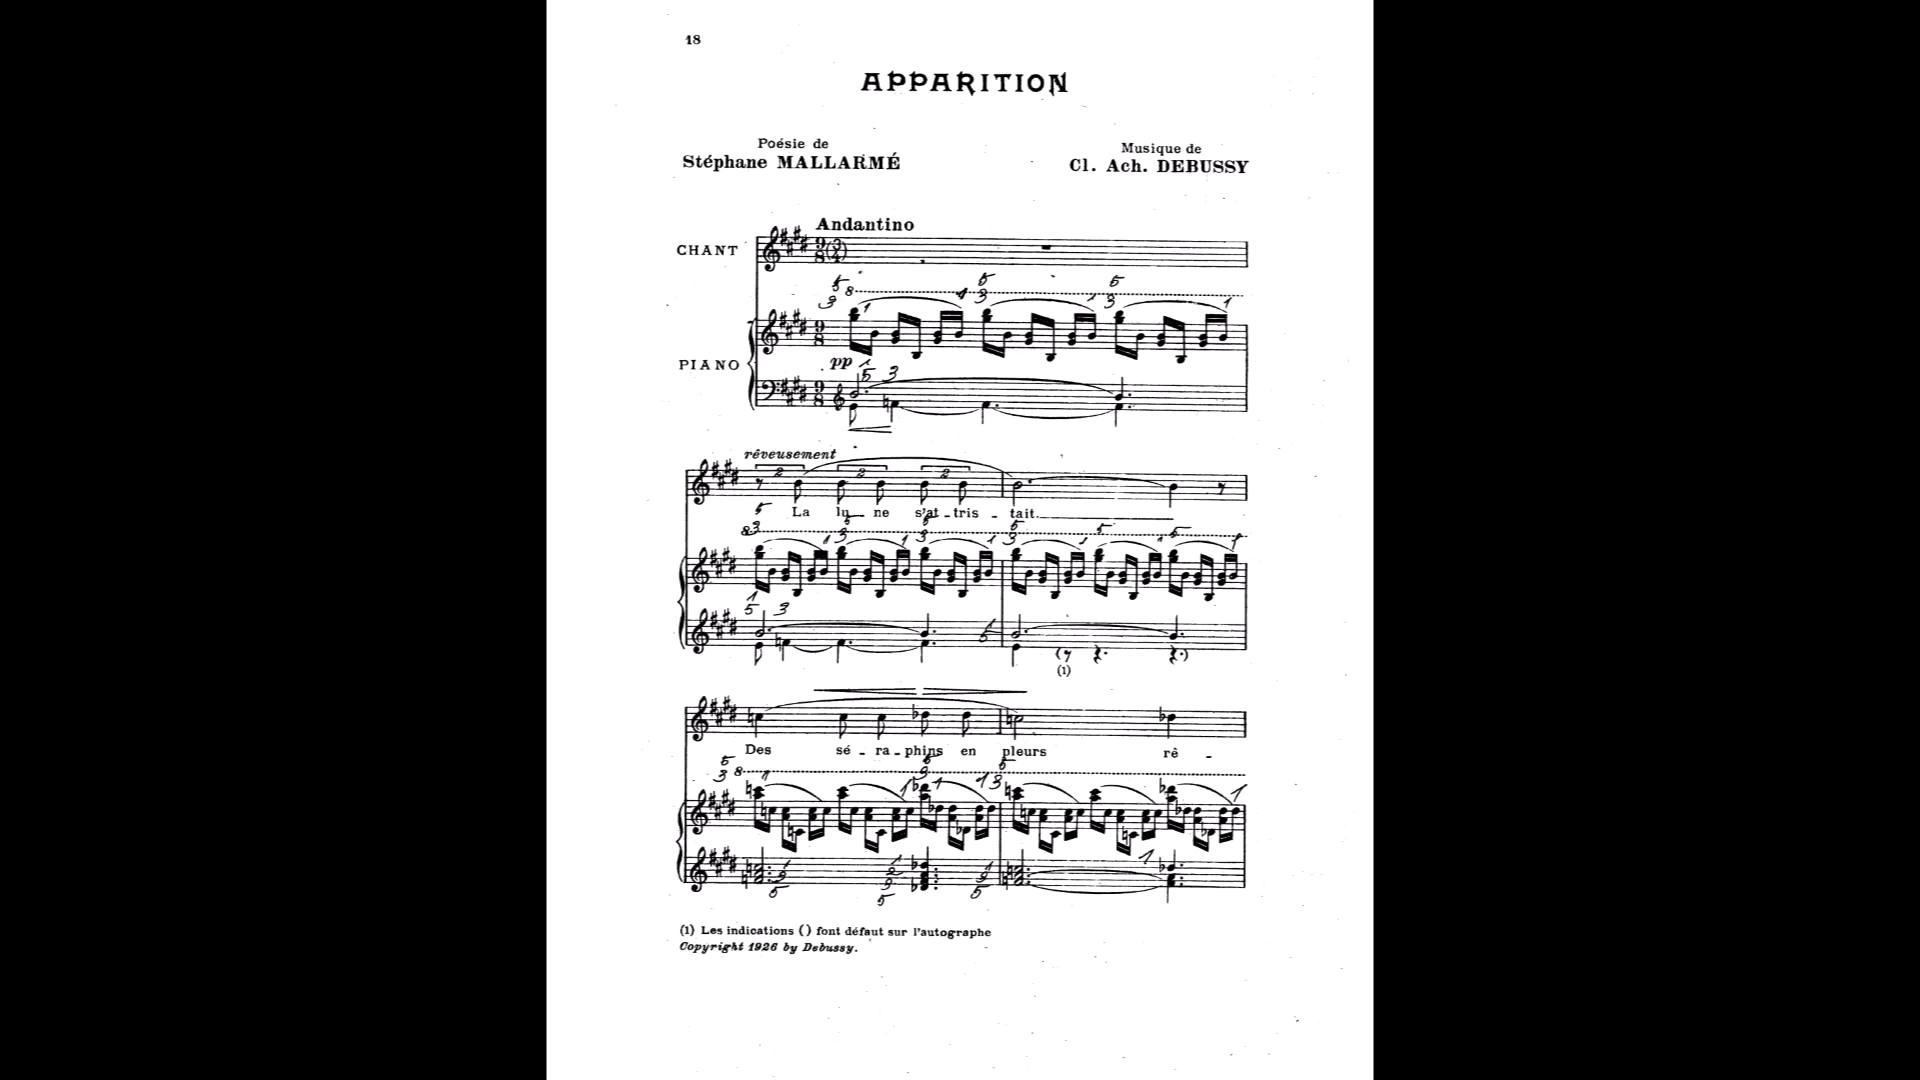 18
APPARITION
Poésie de
Stéphane MALLARMÉ
Musique de
Cl. Ach. DEBUSSY
Andantino
CHANT
PIANO
pp
rêveusement
La lu - ne s'at - tris - tait.
(1)
Des sé - ra - phins en pleurs rê -
(1) Les indications ( ) font défaut sur l'autographe
Copyright 1926 by Debussy.